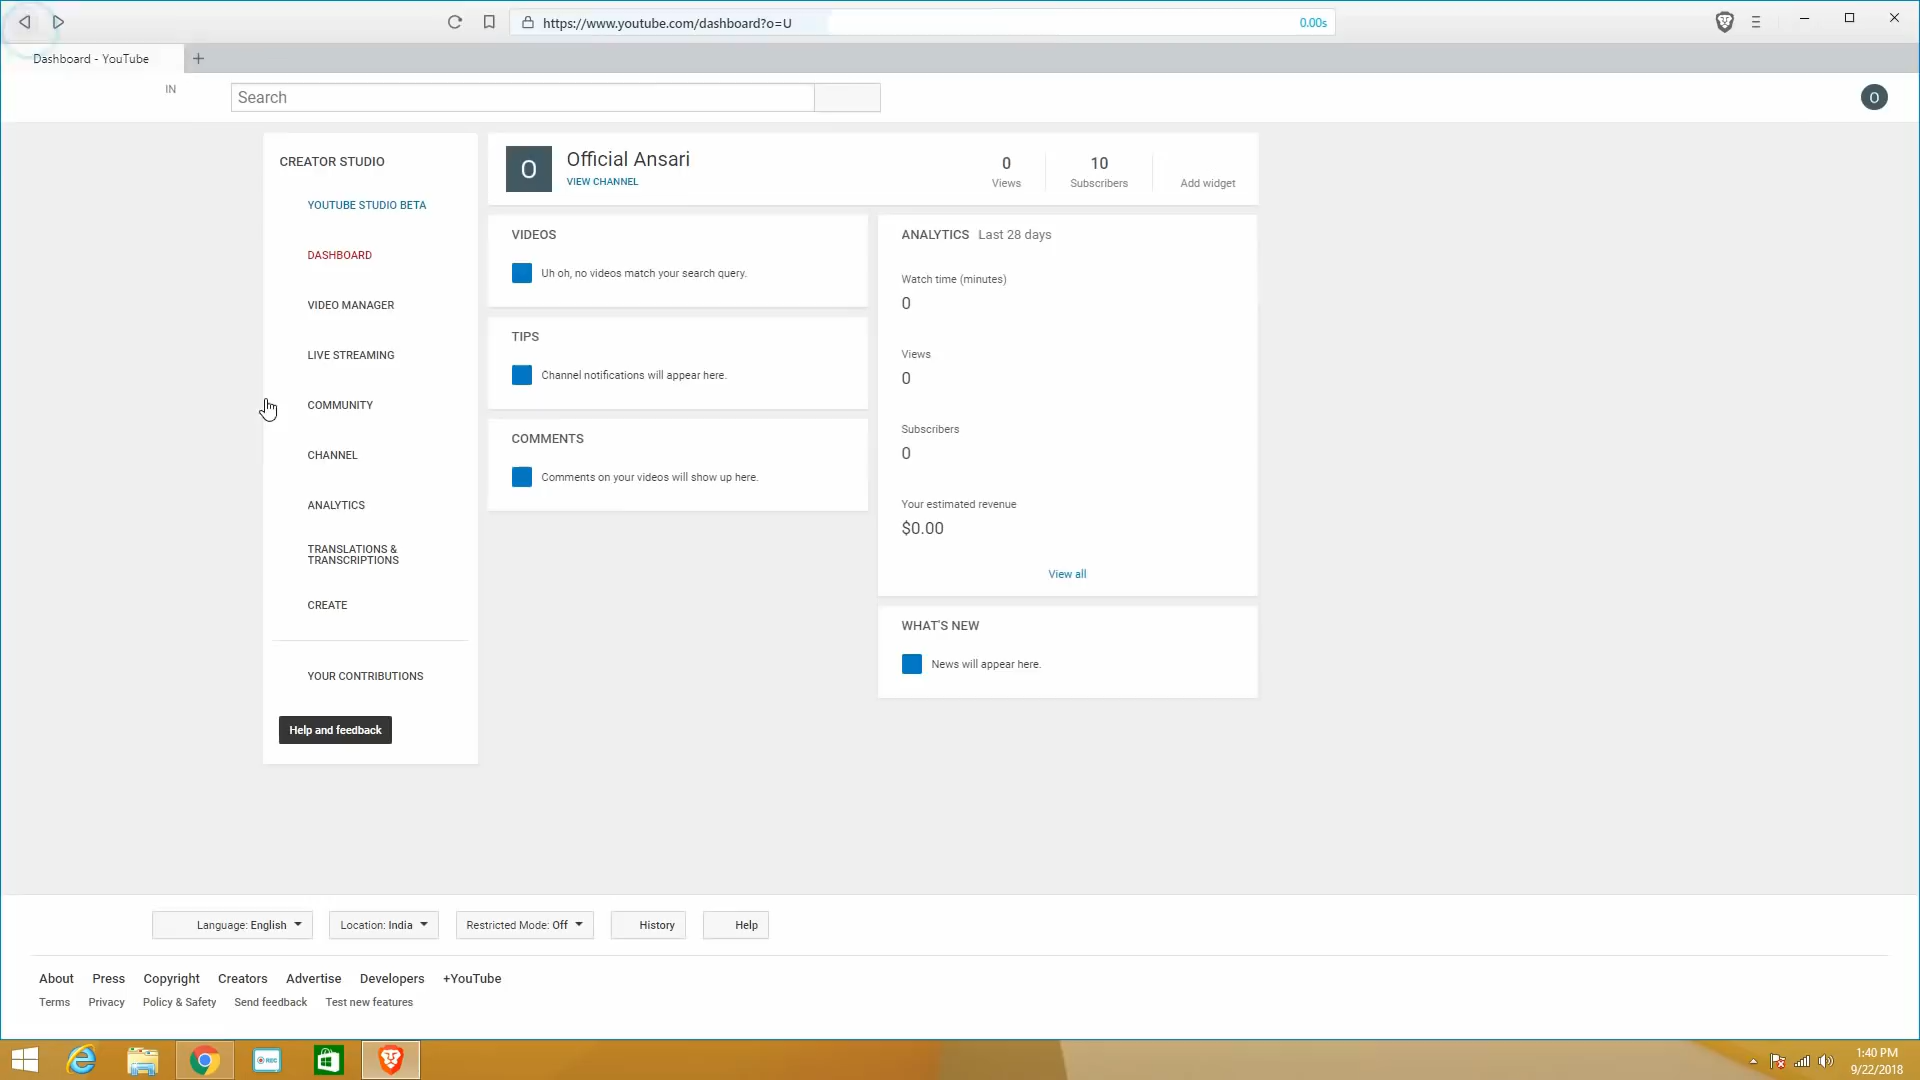 https://www.youtube.com/dashboard?o=U
0.00s
Dashboard - YouTube
IN
Search
O
CREATOR STUDIO
YOUTUBE STUDIO BETA
DASHBOARD
VIDEO MANAGER
LIVE STREAMING
COMMUNITY
CHANNEL
ANALYTICS
TRANSLATIONS &
TRANSCRIPTIONS
CREATE
YOUR CONTRIBUTIONS
Help and feedback
O
Official Ansari
VIEW CHANNEL
0
Views
10
Subscribers
Add widget
VIDEOS
Uh oh, no videos match your search query.
TIPS
Channel notifications will appear here.
COMMENTS
Comments on your videos will show up here.
ANALYTICS Last 28 days
Watch time (minutes)
0
Views
0
Subscribers
0
Your estimated revenue
$0.00
View all
WHAT'S NEW
News will appear here.
Language: English
Location: India
Restricted Mode: Off
History
Help
About Press Copyright Creators Advertise Developers +YouTube
Terms Privacy Policy & Safety Send feedback Test new features
REC
1:40 PM
9/22/2018